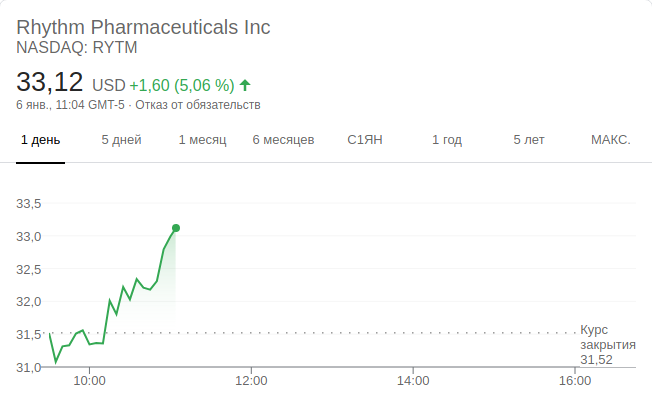 Rhythm Pharmaceuticals Inc
NASDAQ: RYTM
33,12 USD +1,60 (5,06 %)
6 янв., 11:04 GMT-5 · Отказ от обязательств
1 день 5 дней 1 месяц 6 месяцев С1ЯН 1 год 5 лет МАКС.
33,5
33,0
32,5
32,0
31,5
31,0
Курс
закрытия
31,52
10:00 12:00 14:00 16:00